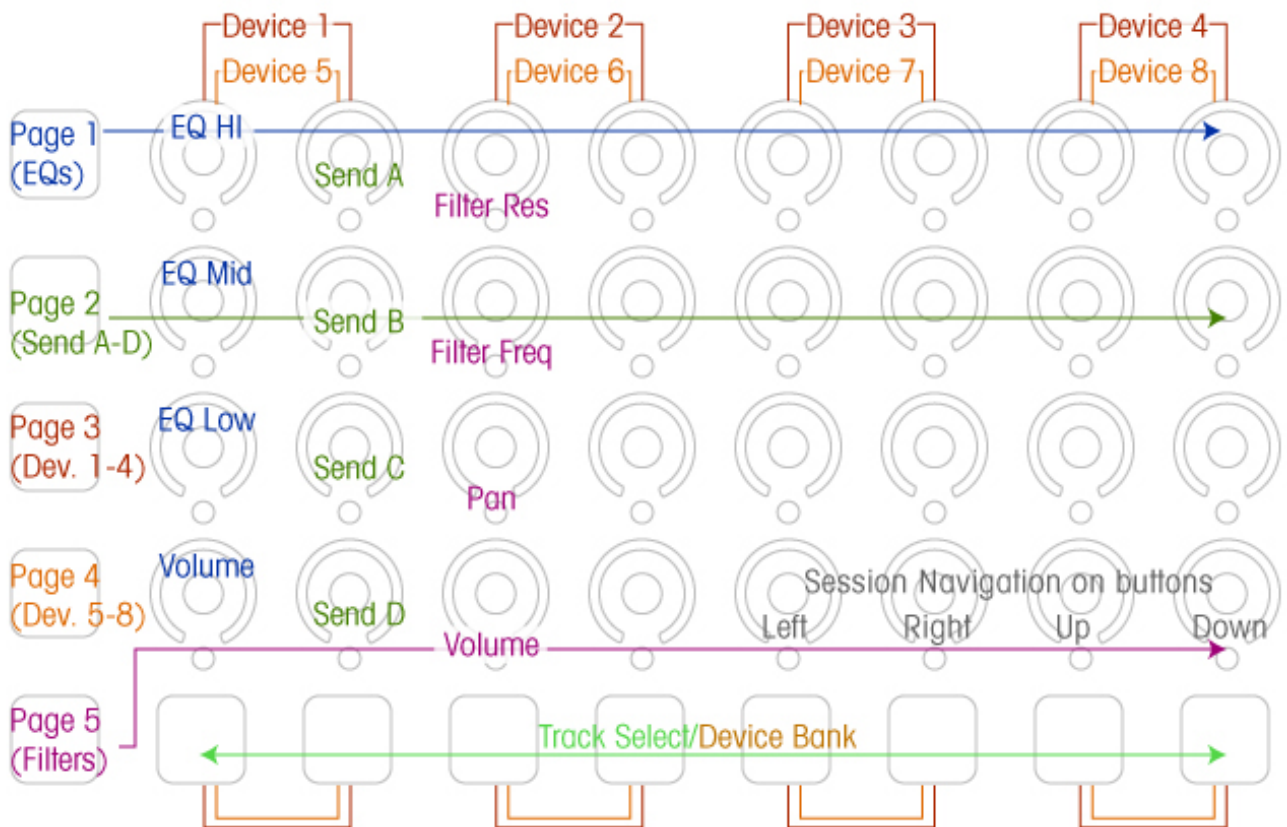 Device 1
Device 2
Device 3
Device 4
Device 5
Device 6
Device 7
Device 8
Page 1
(EQs)
EQ HI
Send A
Filter Res
Page 2
(Send A-D)
EQ Mid
Send B
Filter Freq
Page 3
(Dev. 1-4)
EQ Low
Send C
Pan
Page 4
(Dev. 5-8)
Volume
Send D
Volume
Session Navigation on buttons
Left
Right
Up
Down
Page 5
(Filters)
Track Select/Device Bank